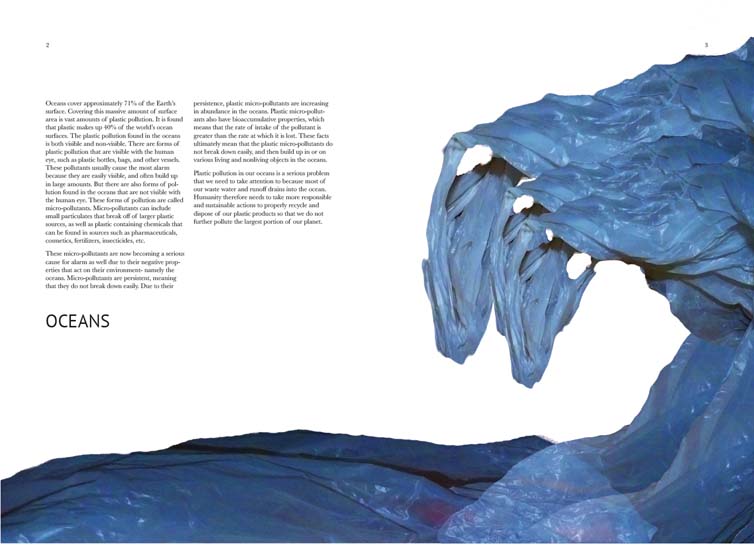 2
3
Oceans cover approximately 71% of the Earth's
surface. Covering this massive amount of surface
area is vast amounts of plastic pollution. It is found
that plastic makes up 40% of the world's ocean
surfaces. The plastic pollution found in the oceans
is both visible and non-visible. There are forms of
plastic pollution that are visible with the human
eye, such as plastic bottles, bags, and other vessels.
These pollutants usually cause the most alarm
because they are easily visible, and often build up
in large amounts. But there are also forms of pol-
lution found in the oceans that are not visible with
the human eye. These forms of pollution are called
micro-pollutants. Micro-pollutants can include
small particulates that break off of larger plastic
sources, as well as plastic containing chemicals that
can be found in sources such as pharmaceuticals,
cosmetics, fertilizers, insecticides, etc.
These micro-pollutants are now becoming a serious
cause for alarm as well due to their negative prop-
erties that act on their environment- namely the
oceans. Micro-pollutants are persistent, meaning
that they do not break down easily. Due to their
persistence, plastic micro-pollutants are increasing
in abundance in the oceans. Plastic micro-pollut-
ants also have bioaccumulative properties, which
means that the rate of intake of the pollutant is
greater than the rate at which it is lost. These facts
ultimately mean that the plastic micro-pollutants do
not break down easily, and then build up in or on
various living and nonliving objects in the oceans.
Plastic pollution in our oceans is a serious problem
that we need to take attention to because most of
our waste water and runoff drains into the ocean.
Humanity therefore needs to take more responsible
and sustainable actions to properly recycle and
dispose of our plastic products so that we do not
further pollute the largest portion of our planet.
OCEANS